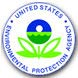 UNITED STATES
ENVIRONMENTAL PROTECTION AGENCY